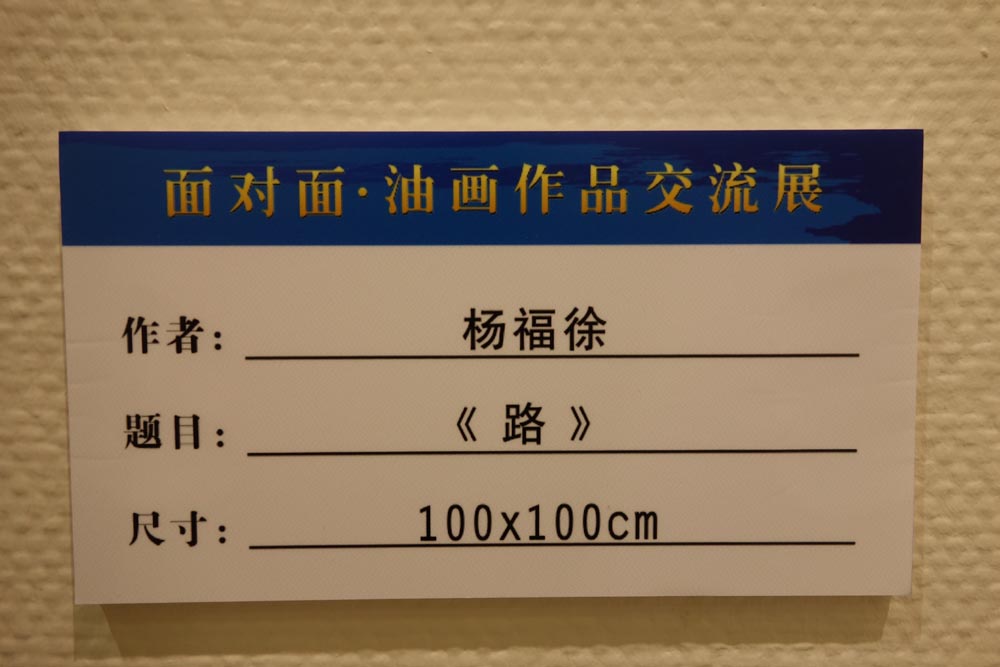 面对面·油画作品交流展
作者：杨福徐
题目：《路》
尺寸：100x100cm